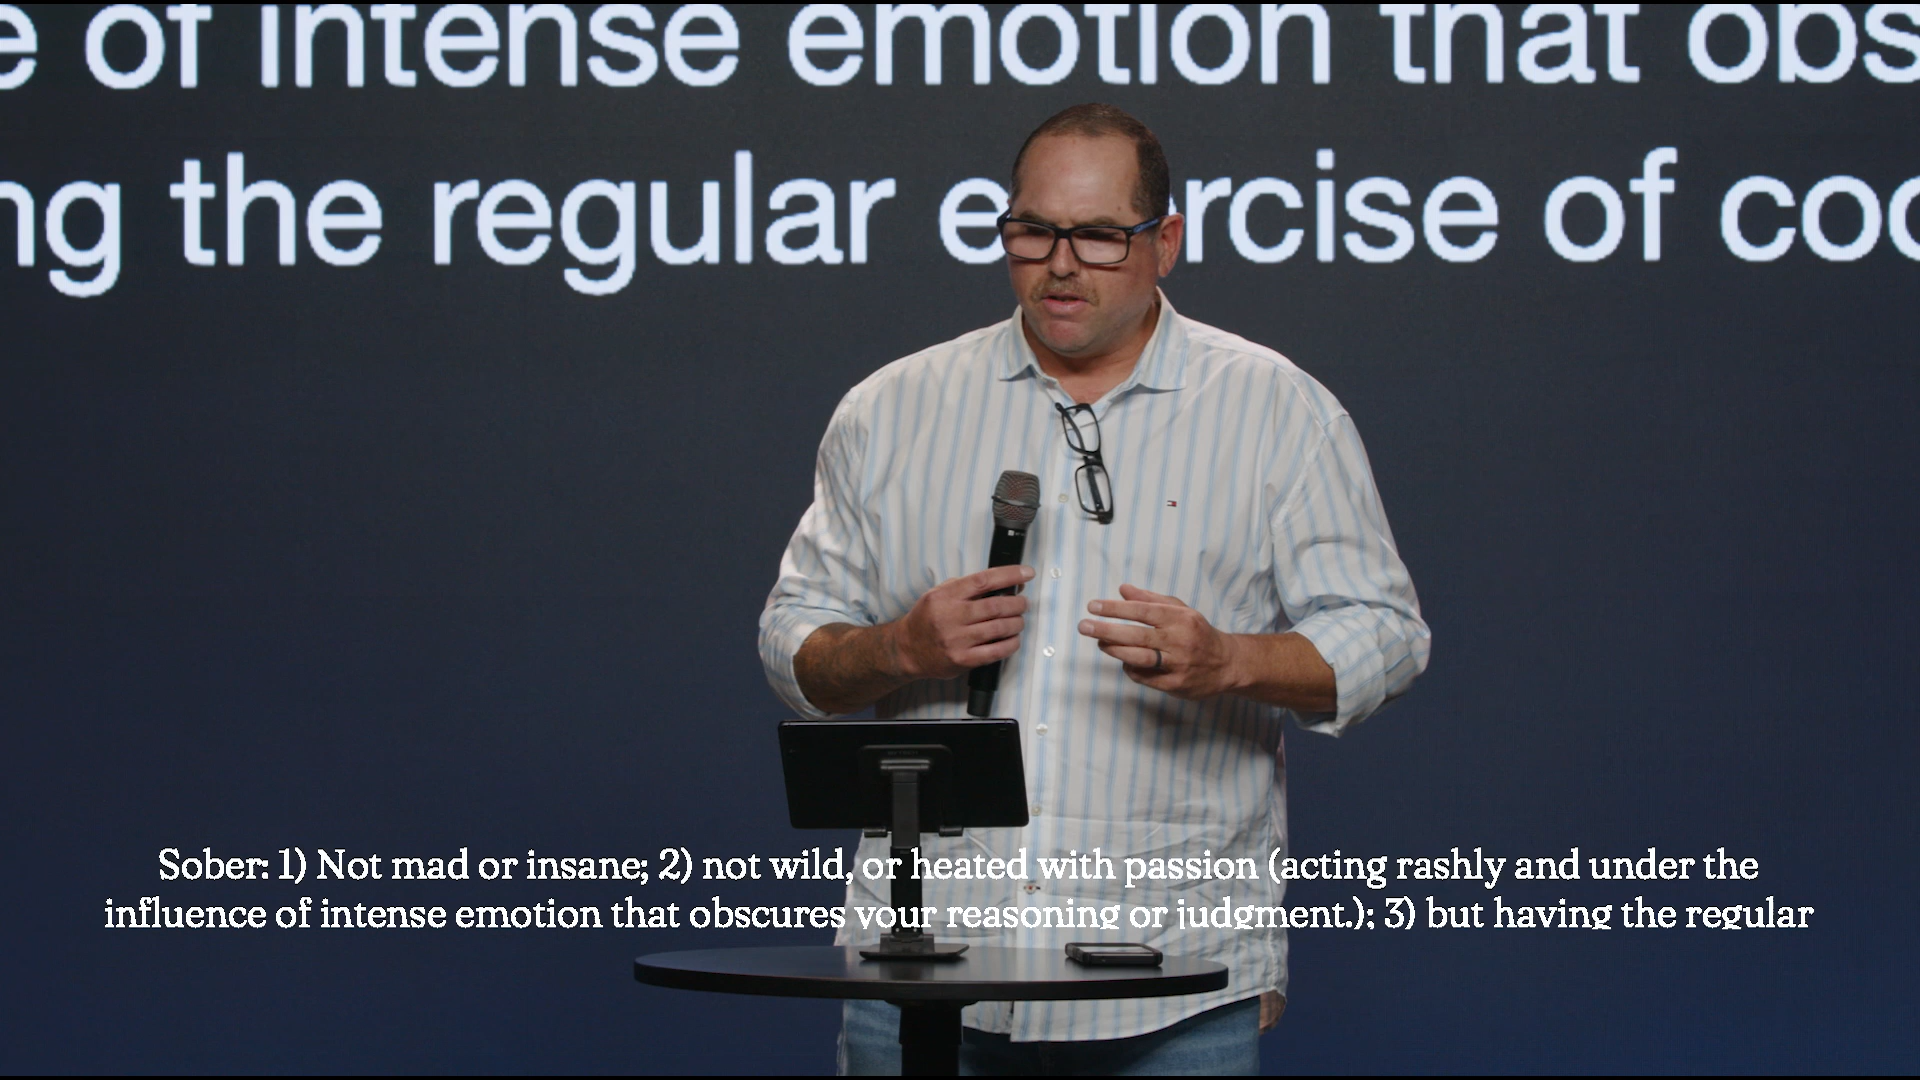 e of intense emotion that obs
ng the regular e rcise of coo
Sober: 1) Not mad or insane; 2) not wild, or heated with passion (acting rashly and under the
influence of intense emotion that obscures your reasoning or judgment.); 3) but having the regular